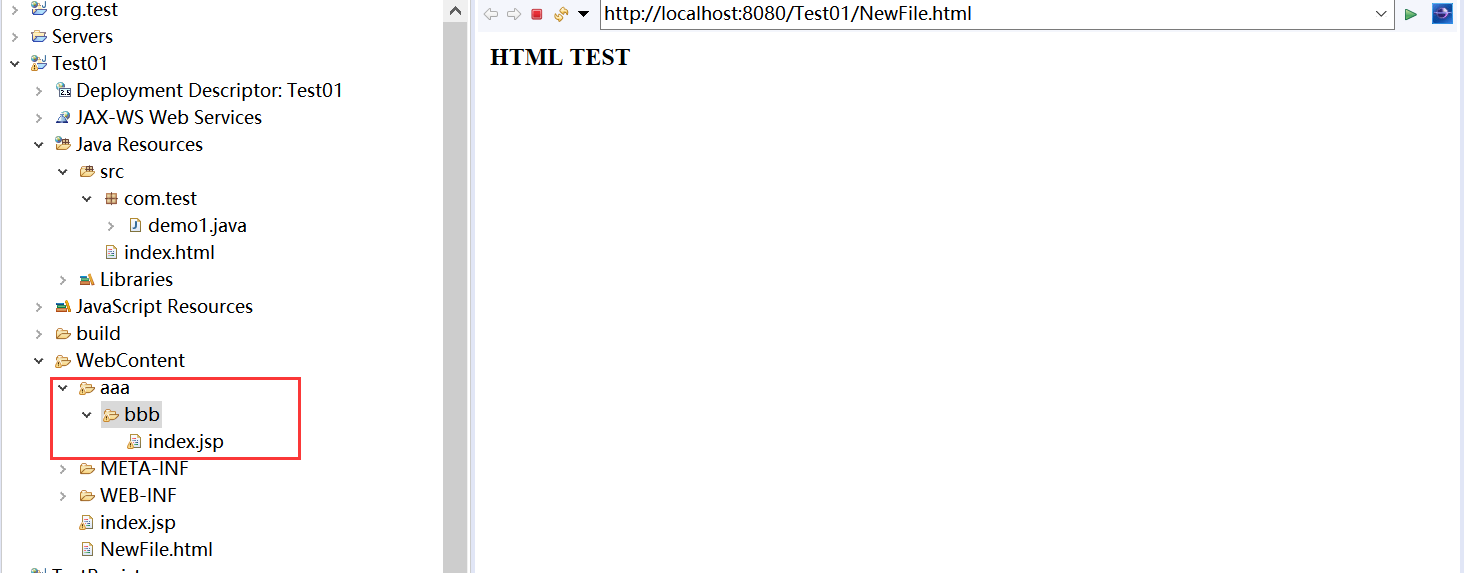 org.test
Servers
Test01
Deployment Descriptor: Test01
JAX-WS Web Services
Java Resources
src
com.test
demo1.java
index.html
Libraries
JavaScript Resources
build
WebContent
aaa
bbb
index.jsp
META-INF
WEB-INF
index.jsp
NewFile.html
http://localhost:8080/Test01/NewFile.html
HTML TEST